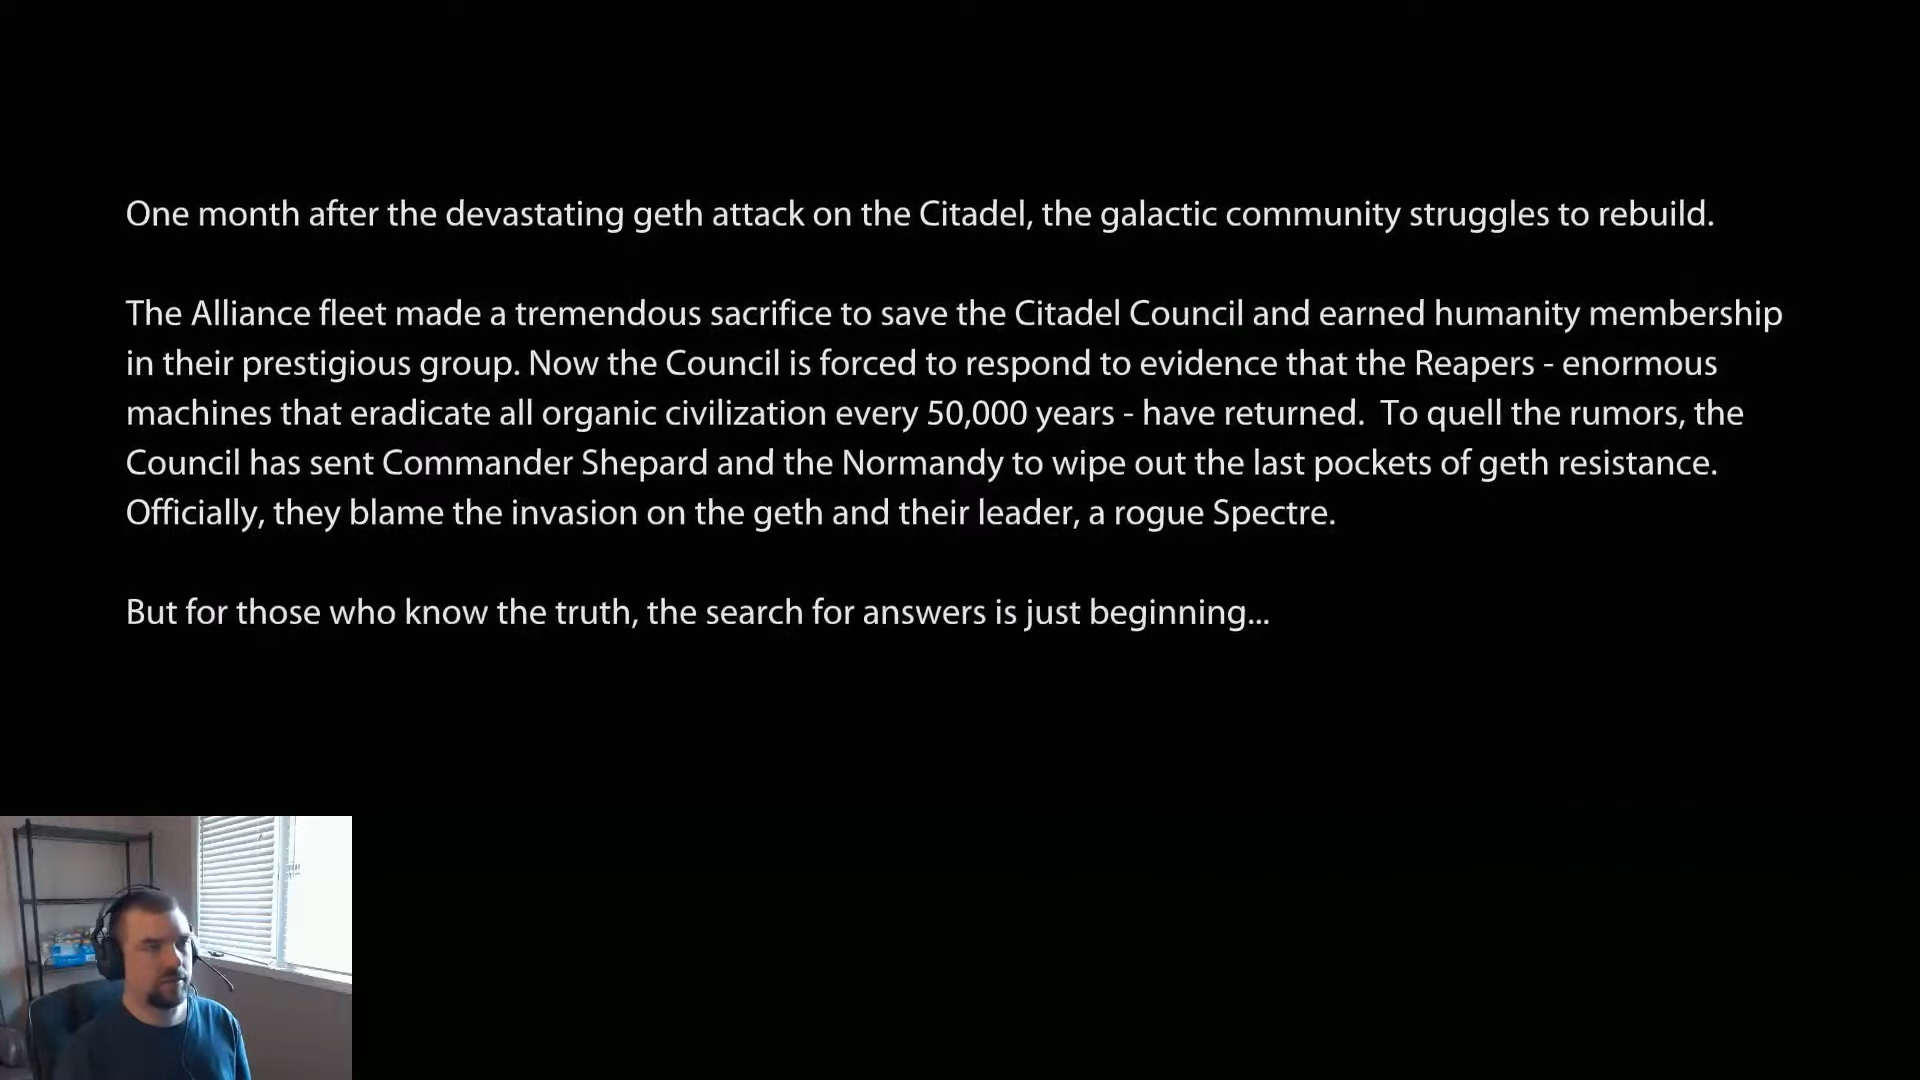 One month after the devastating geth attack on the Citadel, the galactic community struggles to rebuild.
The Alliance fleet made a tremendous sacrifice to save the Citadel Council and earned humanity membership
in their prestigious group. Now the Council is forced to respond to evidence that the Reapers - enormous
machines that eradicate all organic civilization every 50,000 years - have returned.  To quell the rumors, the
Council has sent Commander Shepard and the Normandy to wipe out the last pockets of geth resistance.
Officially, they blame the invasion on the geth and their leader, a rogue Spectre.
But for those who know the truth, the search for answers is just beginning...